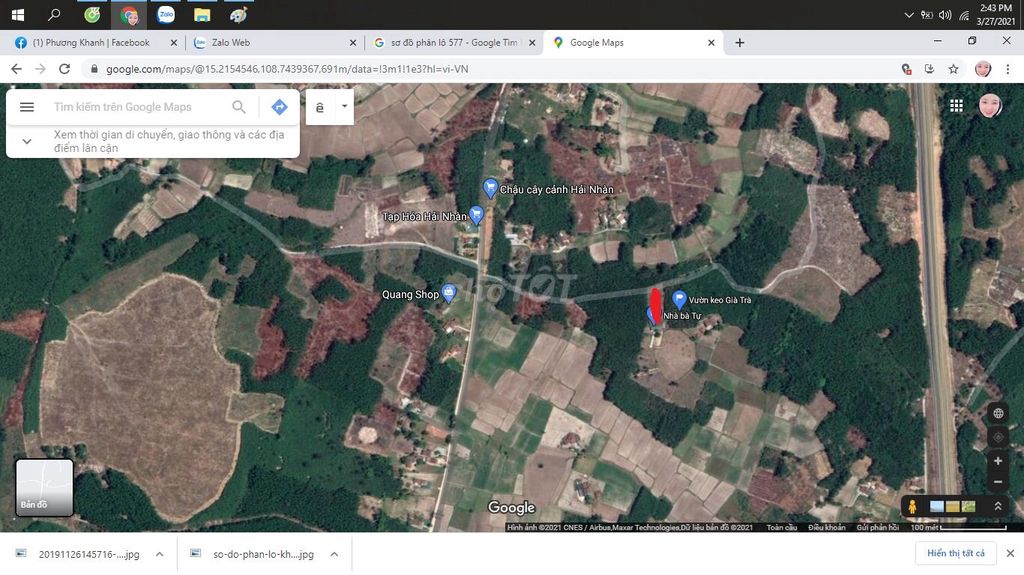 2:43 PM
3/27/2021
Zalo
(1) Phương Khanh | Facebook
Zalo Web
sơ đồ phân lô 577 - Google Tìm
Google Maps
google.com/maps/@15.2154546,108.7439367,691m/data=!3m1!1e3?hl=vi-VN
Tìm kiếm trên Google Maps
ê
Xem thời gian di chuyển, giao thông và các địa
điểm lân cận
Chậu cây cảnh Hải Nhàn
Tạp Hóa Hải Nhàn
Quang Shop
CHỢ TỐT
Vườn keo Già Trà
Nhà bà Tự
Bản đồ
Google
Hình ảnh ©2021 CNES / Airbus,Maxar Technologies,Dữ liệu bản đồ ©2021
Toàn cầu
Điều khoản
Gửi phản hồi
100 mét
20191126145716-....jpg
so-do-phan-lo-kh....jpg
Hiển thị tất cả